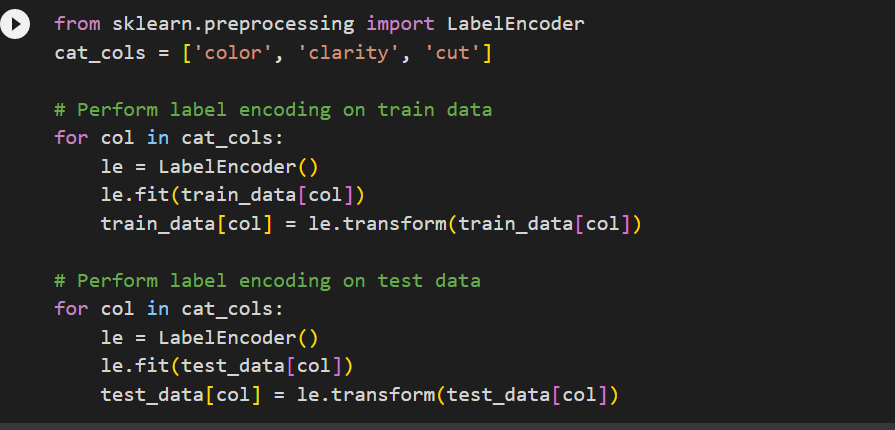 from sklearn.preprocessing import LabelEncoder
cat_cols = ['color', 'clarity', 'cut']
# Perform label encoding on train data
for col in cat_cols:
    le = LabelEncoder()
    le.fit(train_data[col])
    train_data[col] = le.transform(train_data[col])
# Perform label encoding on test data
for col in cat_cols:
    le = LabelEncoder()
    le.fit(test_data[col])
    test_data[col] = le.transform(test_data[col])